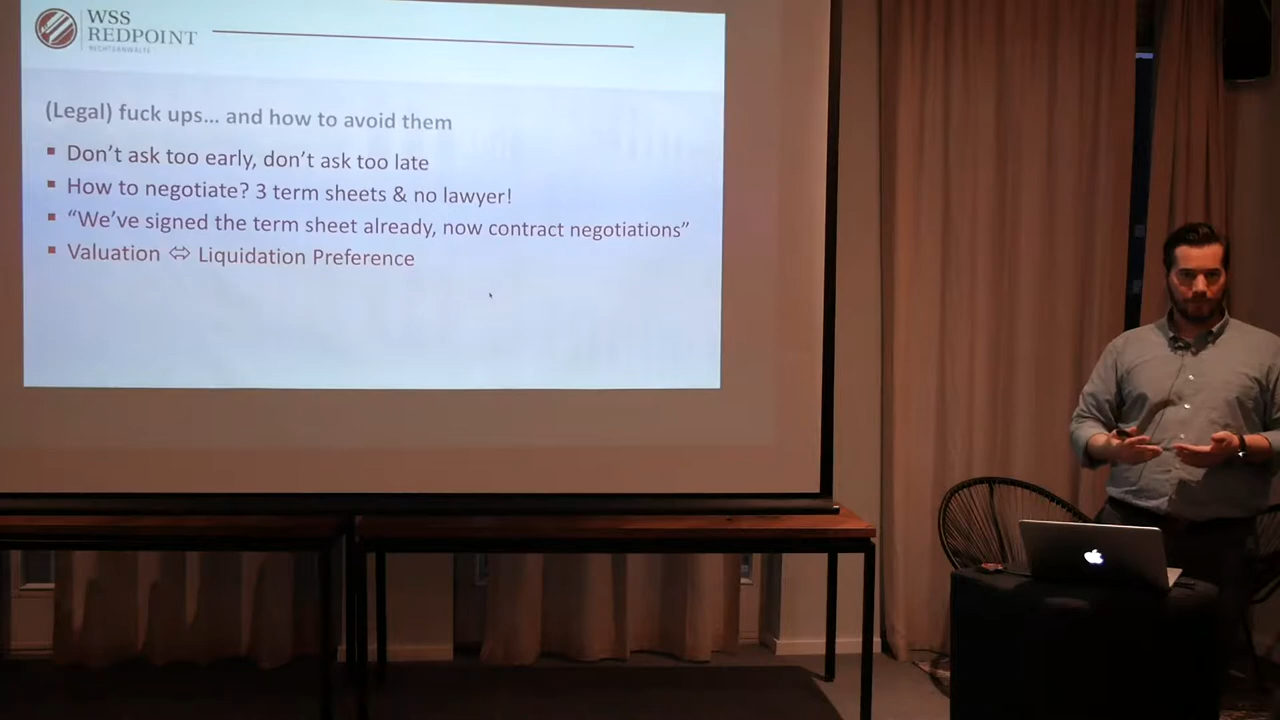 WSS
REDPOINT
RECHTSANWÄLTE
(Legal) fuck ups... and how to avoid them
Don't ask too early, don't ask too late
How to negotiate? 3 term sheets & no lawyer!
“We've signed the term sheet already, now contract negotiations”
Valuation ⇔ Liquidation Preference